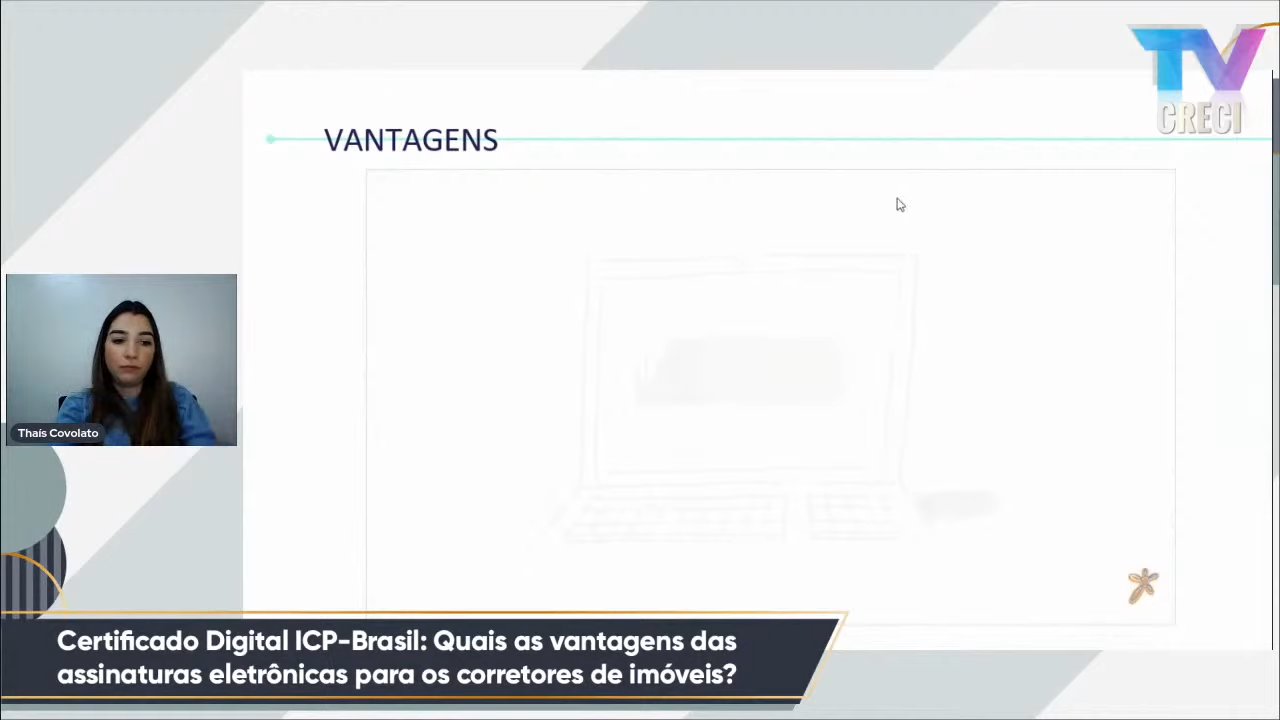 TV
CRECI
VANTAGENS
Thaís Covolato
Certificado Digital ICP-Brasil: Quais as vantagens das
assinaturas eletrônicas para os corretores de imóveis?